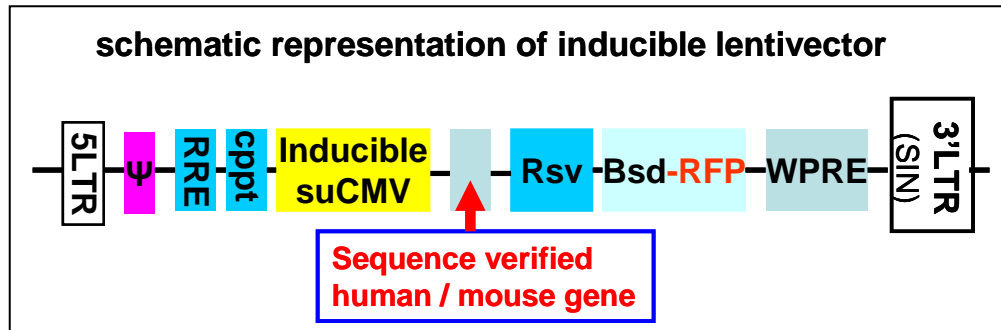 schematic representation of inducible lentivector
5LTR
Ψ
RRE
cppt
Inducible
suCMV
Rsv
Bsd-RFP
WPRE
3'LTR
(SIN)
Sequence verified
human / mouse gene